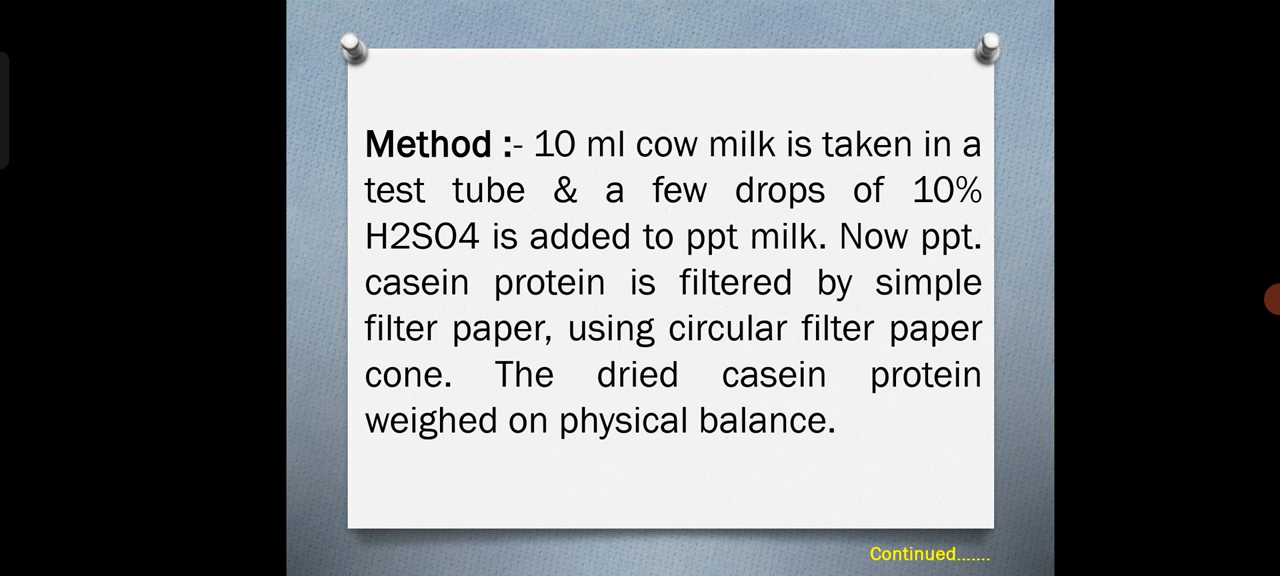 Method :- 10 ml cow milk is taken in a
test tube & a few drops of 10%
H2SO4 is added to ppt milk. Now ppt.
casein protein is filtered by simple
filter paper, using circular filter paper
cone. The dried casein protein
weighed on physical balance.
Continued.......